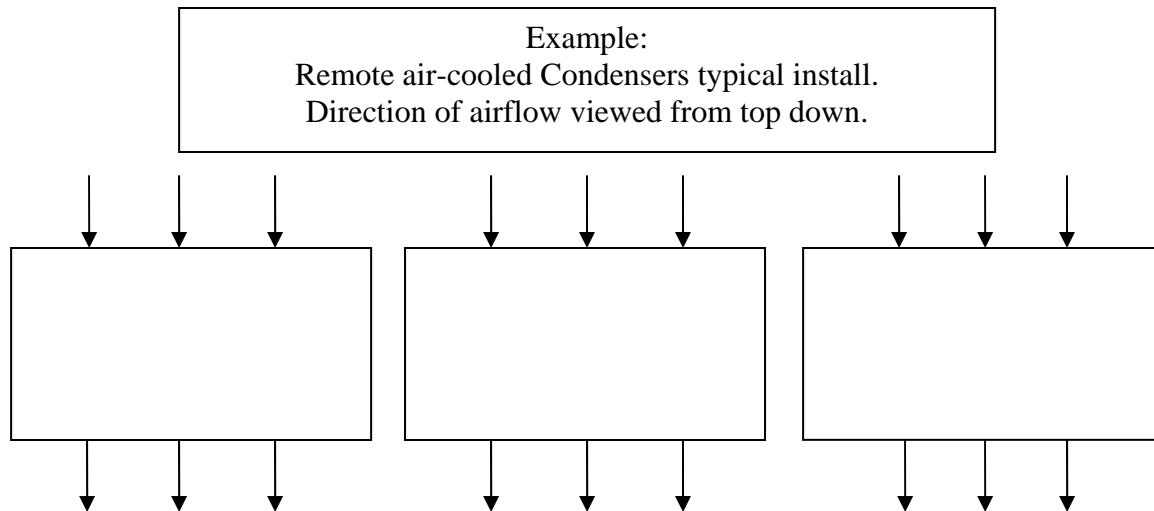 Example:
Remote air-cooled Condensers typical install.
Direction of airflow viewed from top down.